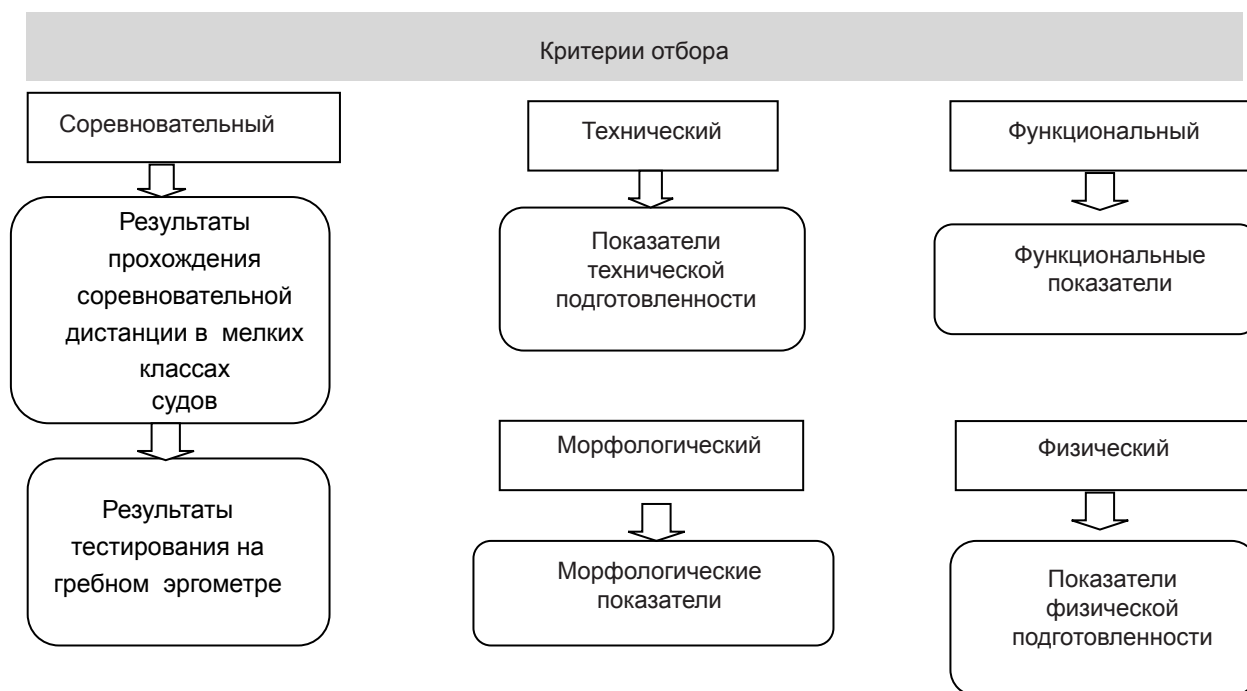 Критерии отбора
Соревновательный
Результаты
прохождения
соревновательной
дистанции в мелких
классах
судов
Результаты
тестирования на
гребном эргометре
Технический
Показатели
технической
подготовленности
Морфологический
Морфологические
показатели
Функциональный
Функциональные
показатели
Физический
Показатели
физической
подготовленности